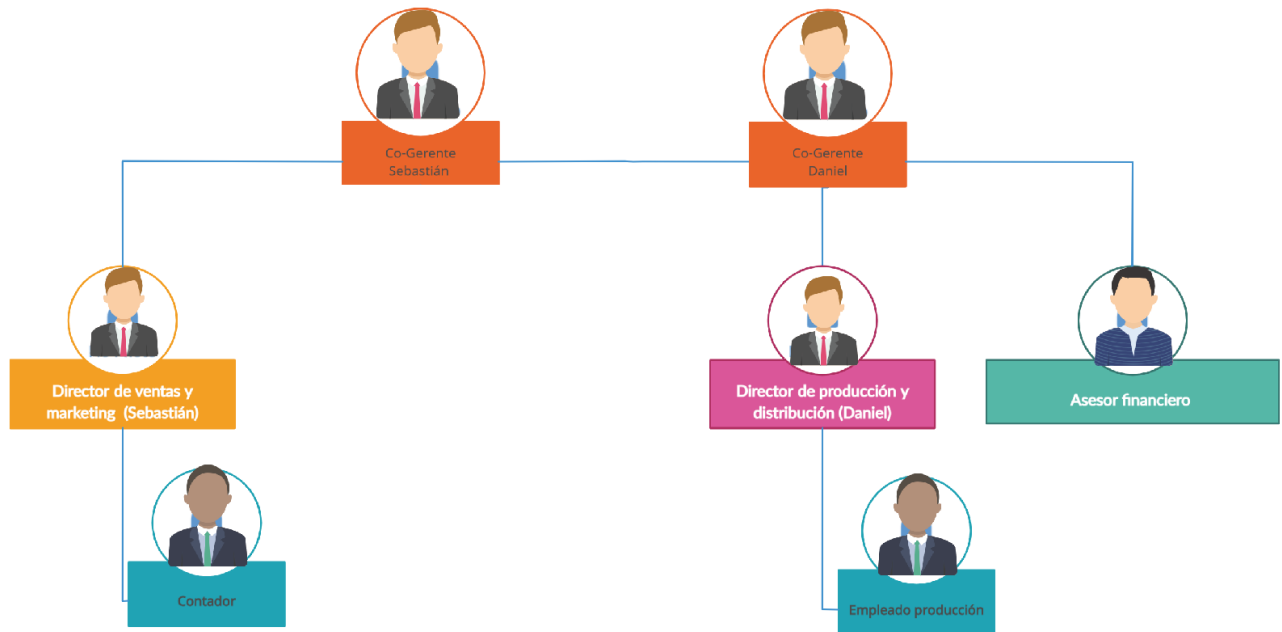 Co-Gerente
Sebastián
Co-Gerente
Daniel
Director de ventas y
marketing (Sebastián)
Director de producción y
distribución (Daniel)
Asesor financiero
Contador
Empleado producción